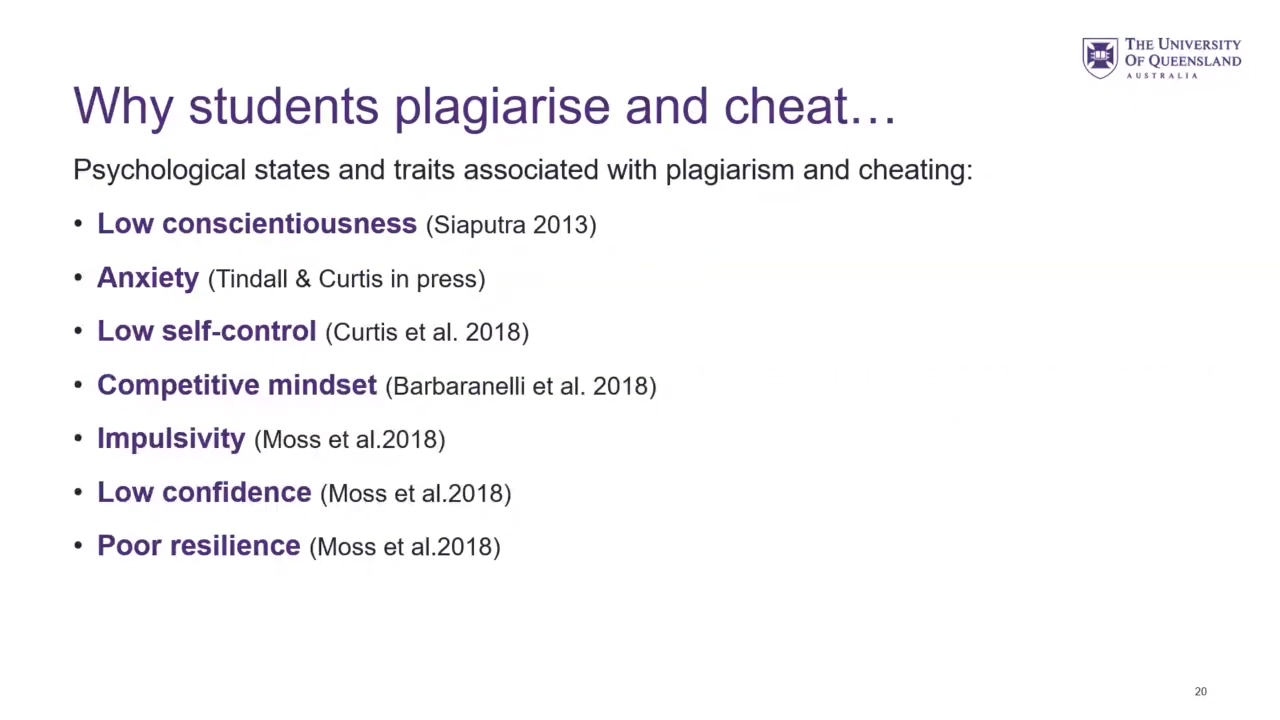 THE UNIVERSITY
OF QUEENSLAND
AUSTRALIA
Why students plagiarise and cheat…
Psychological states and traits associated with plagiarism and cheating:
• Low conscientiousness (Siaputra 2013)
• Anxiety (Tindall & Curtis in press)
• Low self-control (Curtis et al. 2018)
• Competitive mindset (Barbaranelli et al. 2018)
• Impulsivity (Moss et al.2018)
• Low confidence (Moss et al.2018)
• Poor resilience (Moss et al.2018)
20